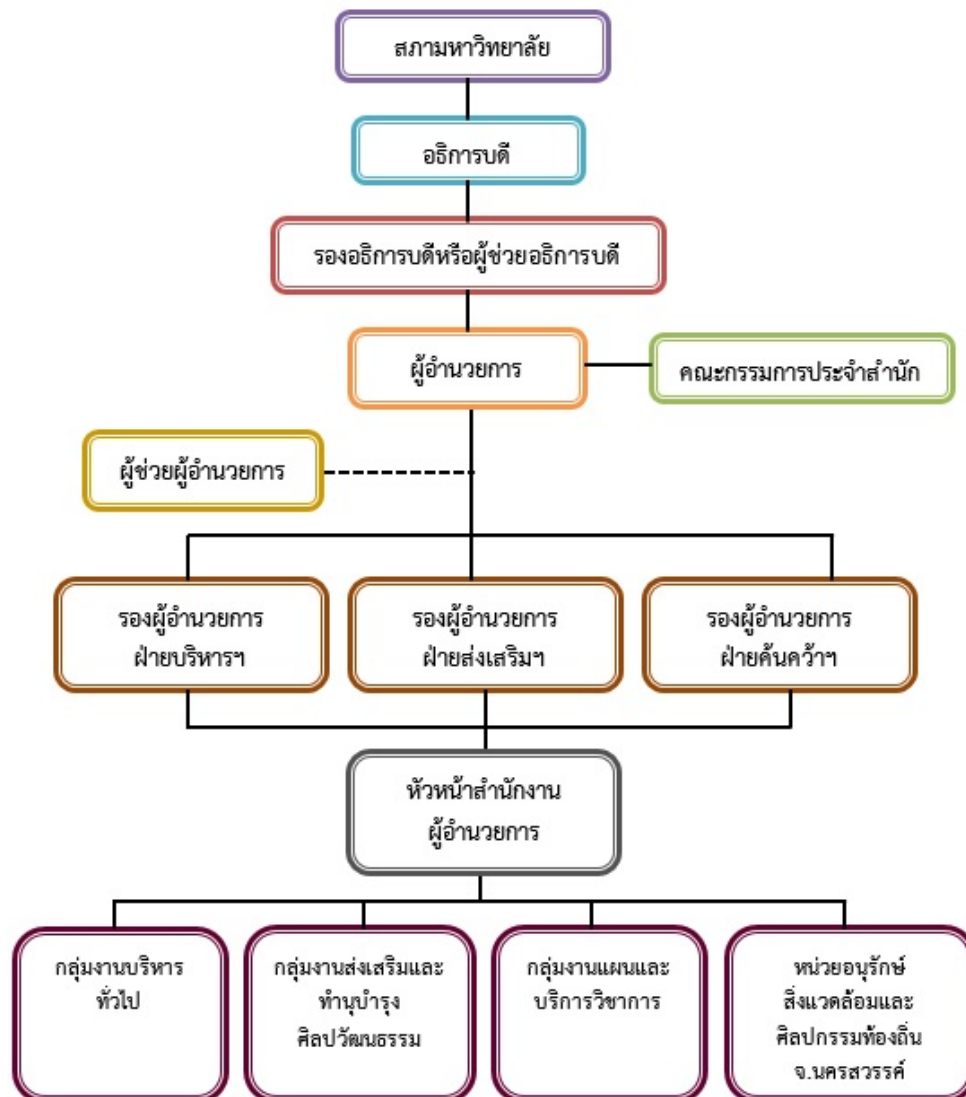 สภามหาวิทยาลัย
อธิการบดี
รองอธิการบดีหรือผู้ช่วยอธิการบดี
ผู้อำนวยการ
คณะกรรมการประจำสำนัก
ผู้ช่วยผู้อำนวยการ
รองผู้อำนวยการ
ฝ่ายบริหารฯ
รองผู้อำนวยการ
ฝ่ายส่งเสริมฯ
รองผู้อำนวยการ
ฝ่ายค้นคว้าฯ
หัวหน้าสำนักงาน
ผู้อำนวยการ
กลุ่มงานบริหาร
ทั่วไป
กลุ่มงานส่งเสริมและ
ทำนุบำรุง
ศิลปวัฒนธรรม
กลุ่มงานแผนและ
บริการวิชาการ
หน่วยอนุรักษ์
สิ่งแวดล้อมและ
ศิลปกรรมท้องถิ่น
จ.นครสวรรค์